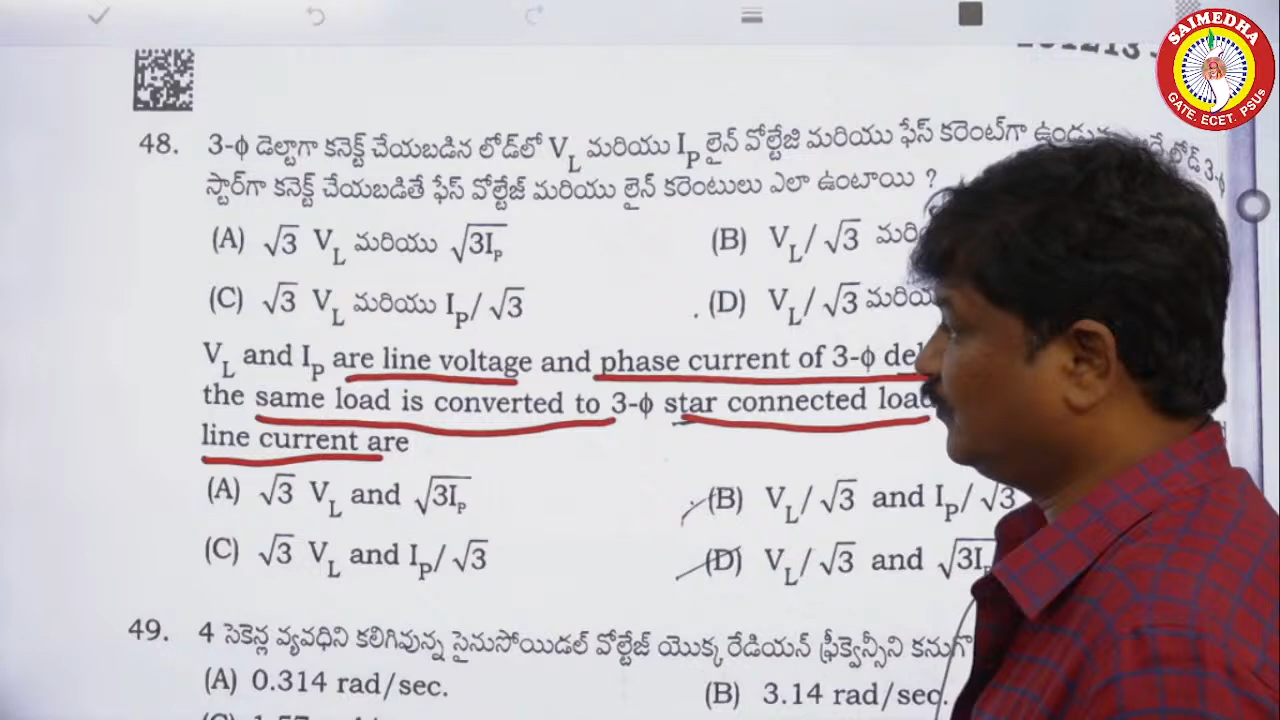 SAIMEDHA
GATE. ECET. PSUs
48. 3-ϕ డెల్టాగా కనెక్ట్ చేయబడిన లోడ్‌లో V_L మరియు I_P లైన్ వోల్టేజి మరియు ఫేస్ కరెంట్‌గా లోడ్ 3-ϕ
స్టార్‌గా కనెక్ట్ చేయబడితే ఫేస్ వోల్టేజ్ మరియు లైన్ కరెంటులు ఎలా ఉంటాయి ?
(A) √3 V_L మరియు √3I_P (B) V_L/√3
(C) √3 V_L మరియు I_P/√3 (D) V_L/√3
V_L and I_P are line voltage and phase current of 3-ϕ
the same load is converted to 3-ϕ star connected
line current are
(A) √3 V_L and √3I_P (B) V_L/√3 and I_P/√3
(C) √3 V_L and I_P/√3 (D) V_L/√3 and √3I_P
49. 4 సెకెన్ల వ్యవధిని కలిగివున్న సైనుసోయిడల్ వోల్టేజ్ యొక్క రేడియన్ ఫ్రీక్వెన్సీని
(A) 0.314 rad/sec. (B) 3.14 rad/sec.